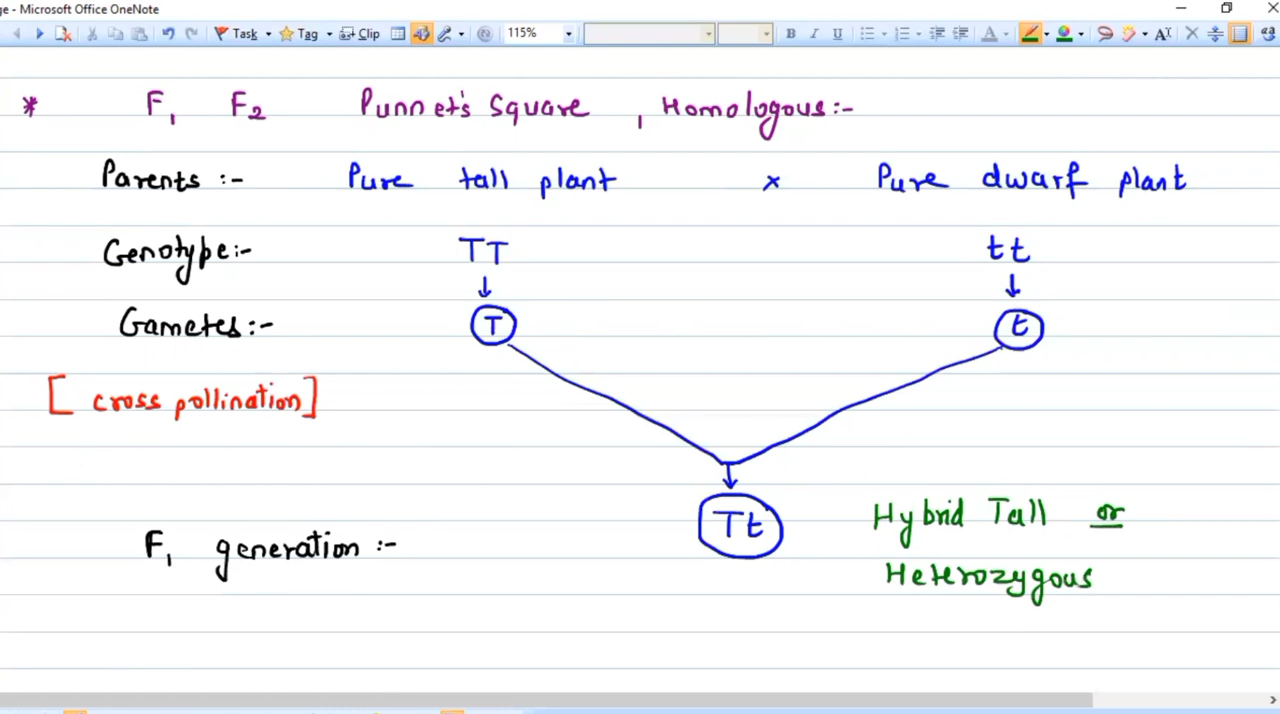 ge - Microsoft Office OneNote
Task Tag Clip 115% B I U A
* F1 F2 Punnet's Square , Homologous:-
Parents :- Pure tall plant x Pure dwarf plant
Genotype:- TT tt
Gametes:- T t
[ cross pollination]
F1 generation :- Tt Hybrid Tall or
Heterozygous